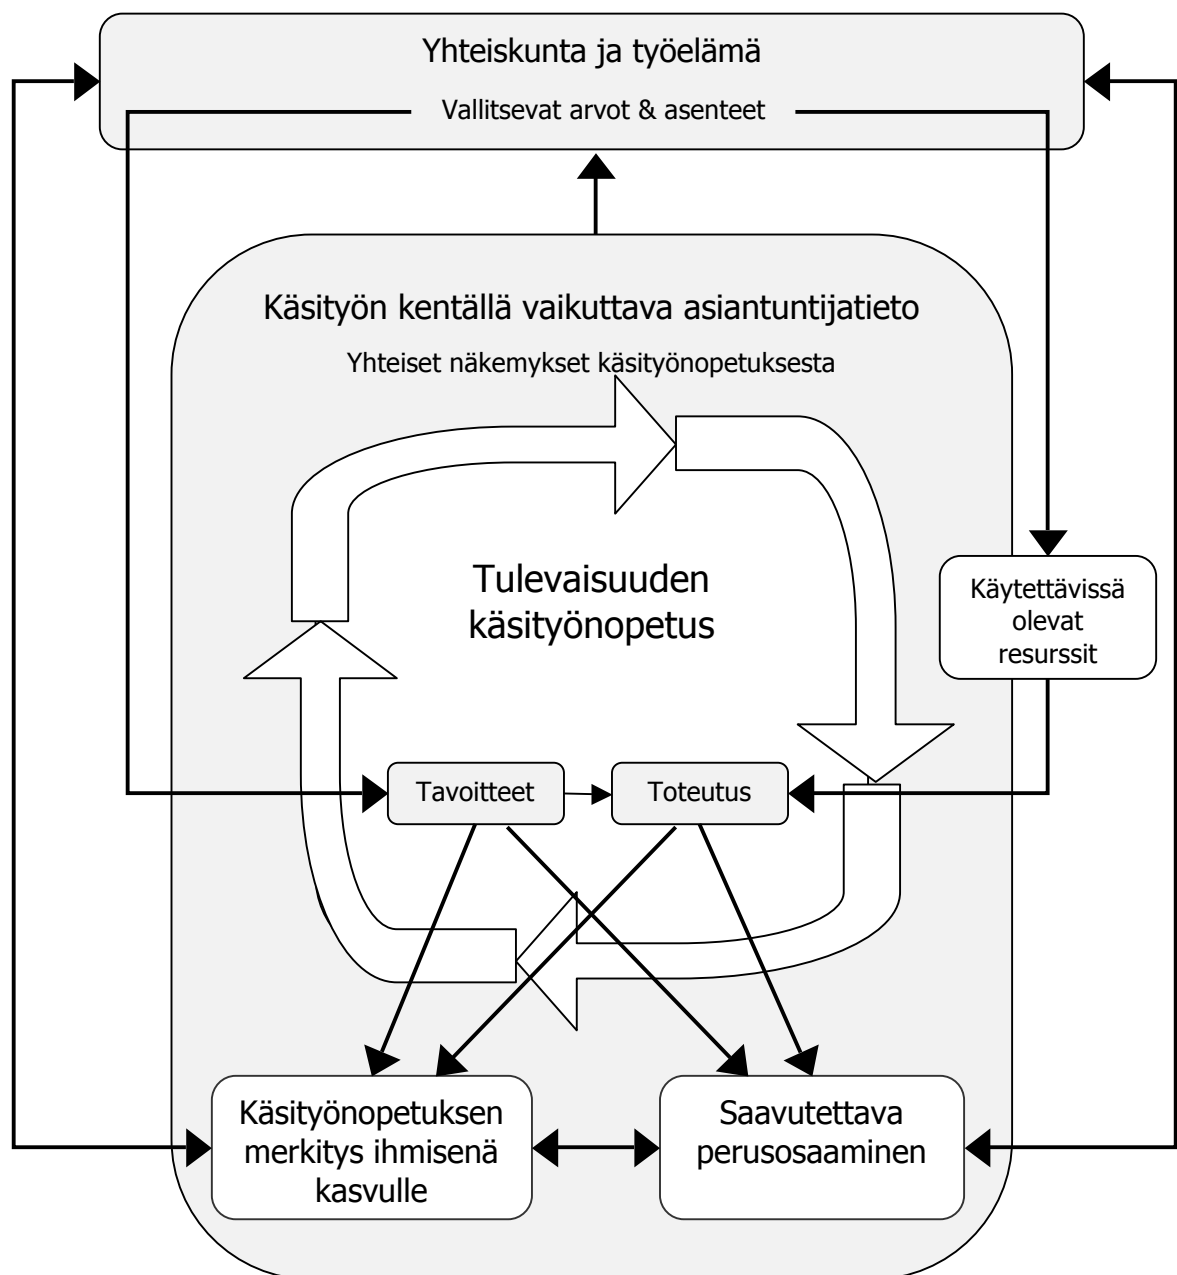 Yhteiskunta ja työelämä
Vallitsevat arvot & asenteet
Käsityön kentällä vaikuttava asiantuntijatieto
Yhteiset näkemykset käsityönopetuksesta
Tulevaisuuden
käsityönopetus
Käytettävissä
olevat
resurssit
Tavoitteet
Toteutus
Käsityönopetuksen
merkitys ihmisenä
kasvulle
Saavutettava
perusosaaminen